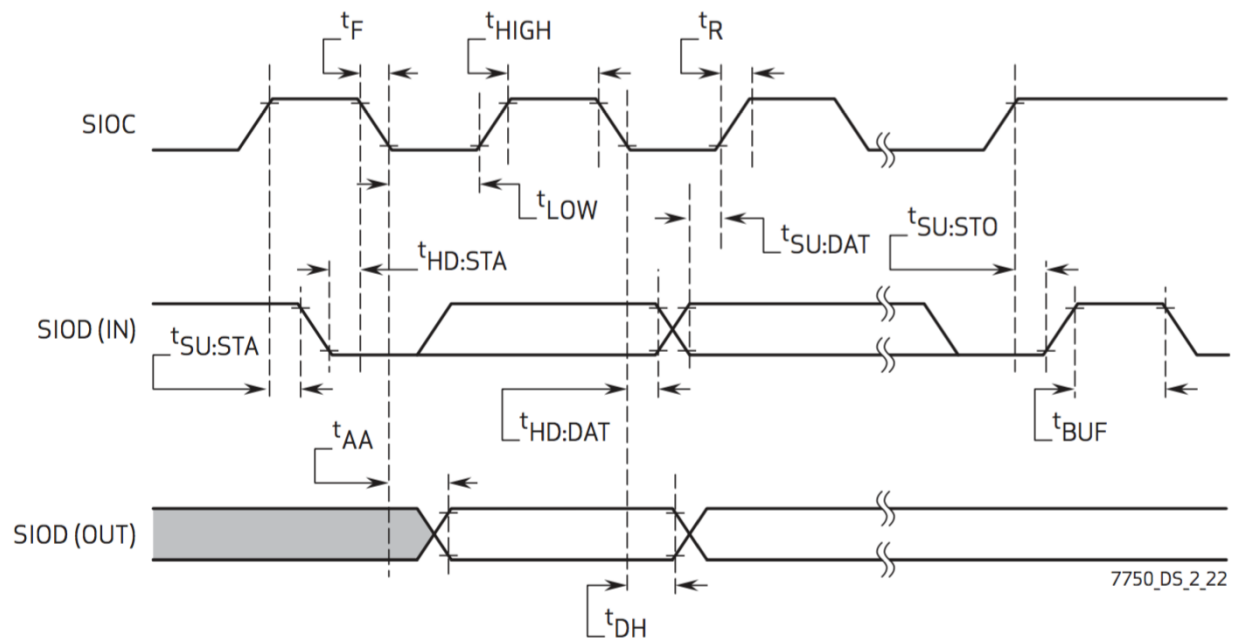 tF
tHIGH
tR
SIOC
tLOW
tSU:DAT
tSU:STO
tHD:STA
SIOD (IN)
tSU:STA
tHD:DAT
tBUF
tAA
SIOD (OUT)
7750_DS_2_22
tDH